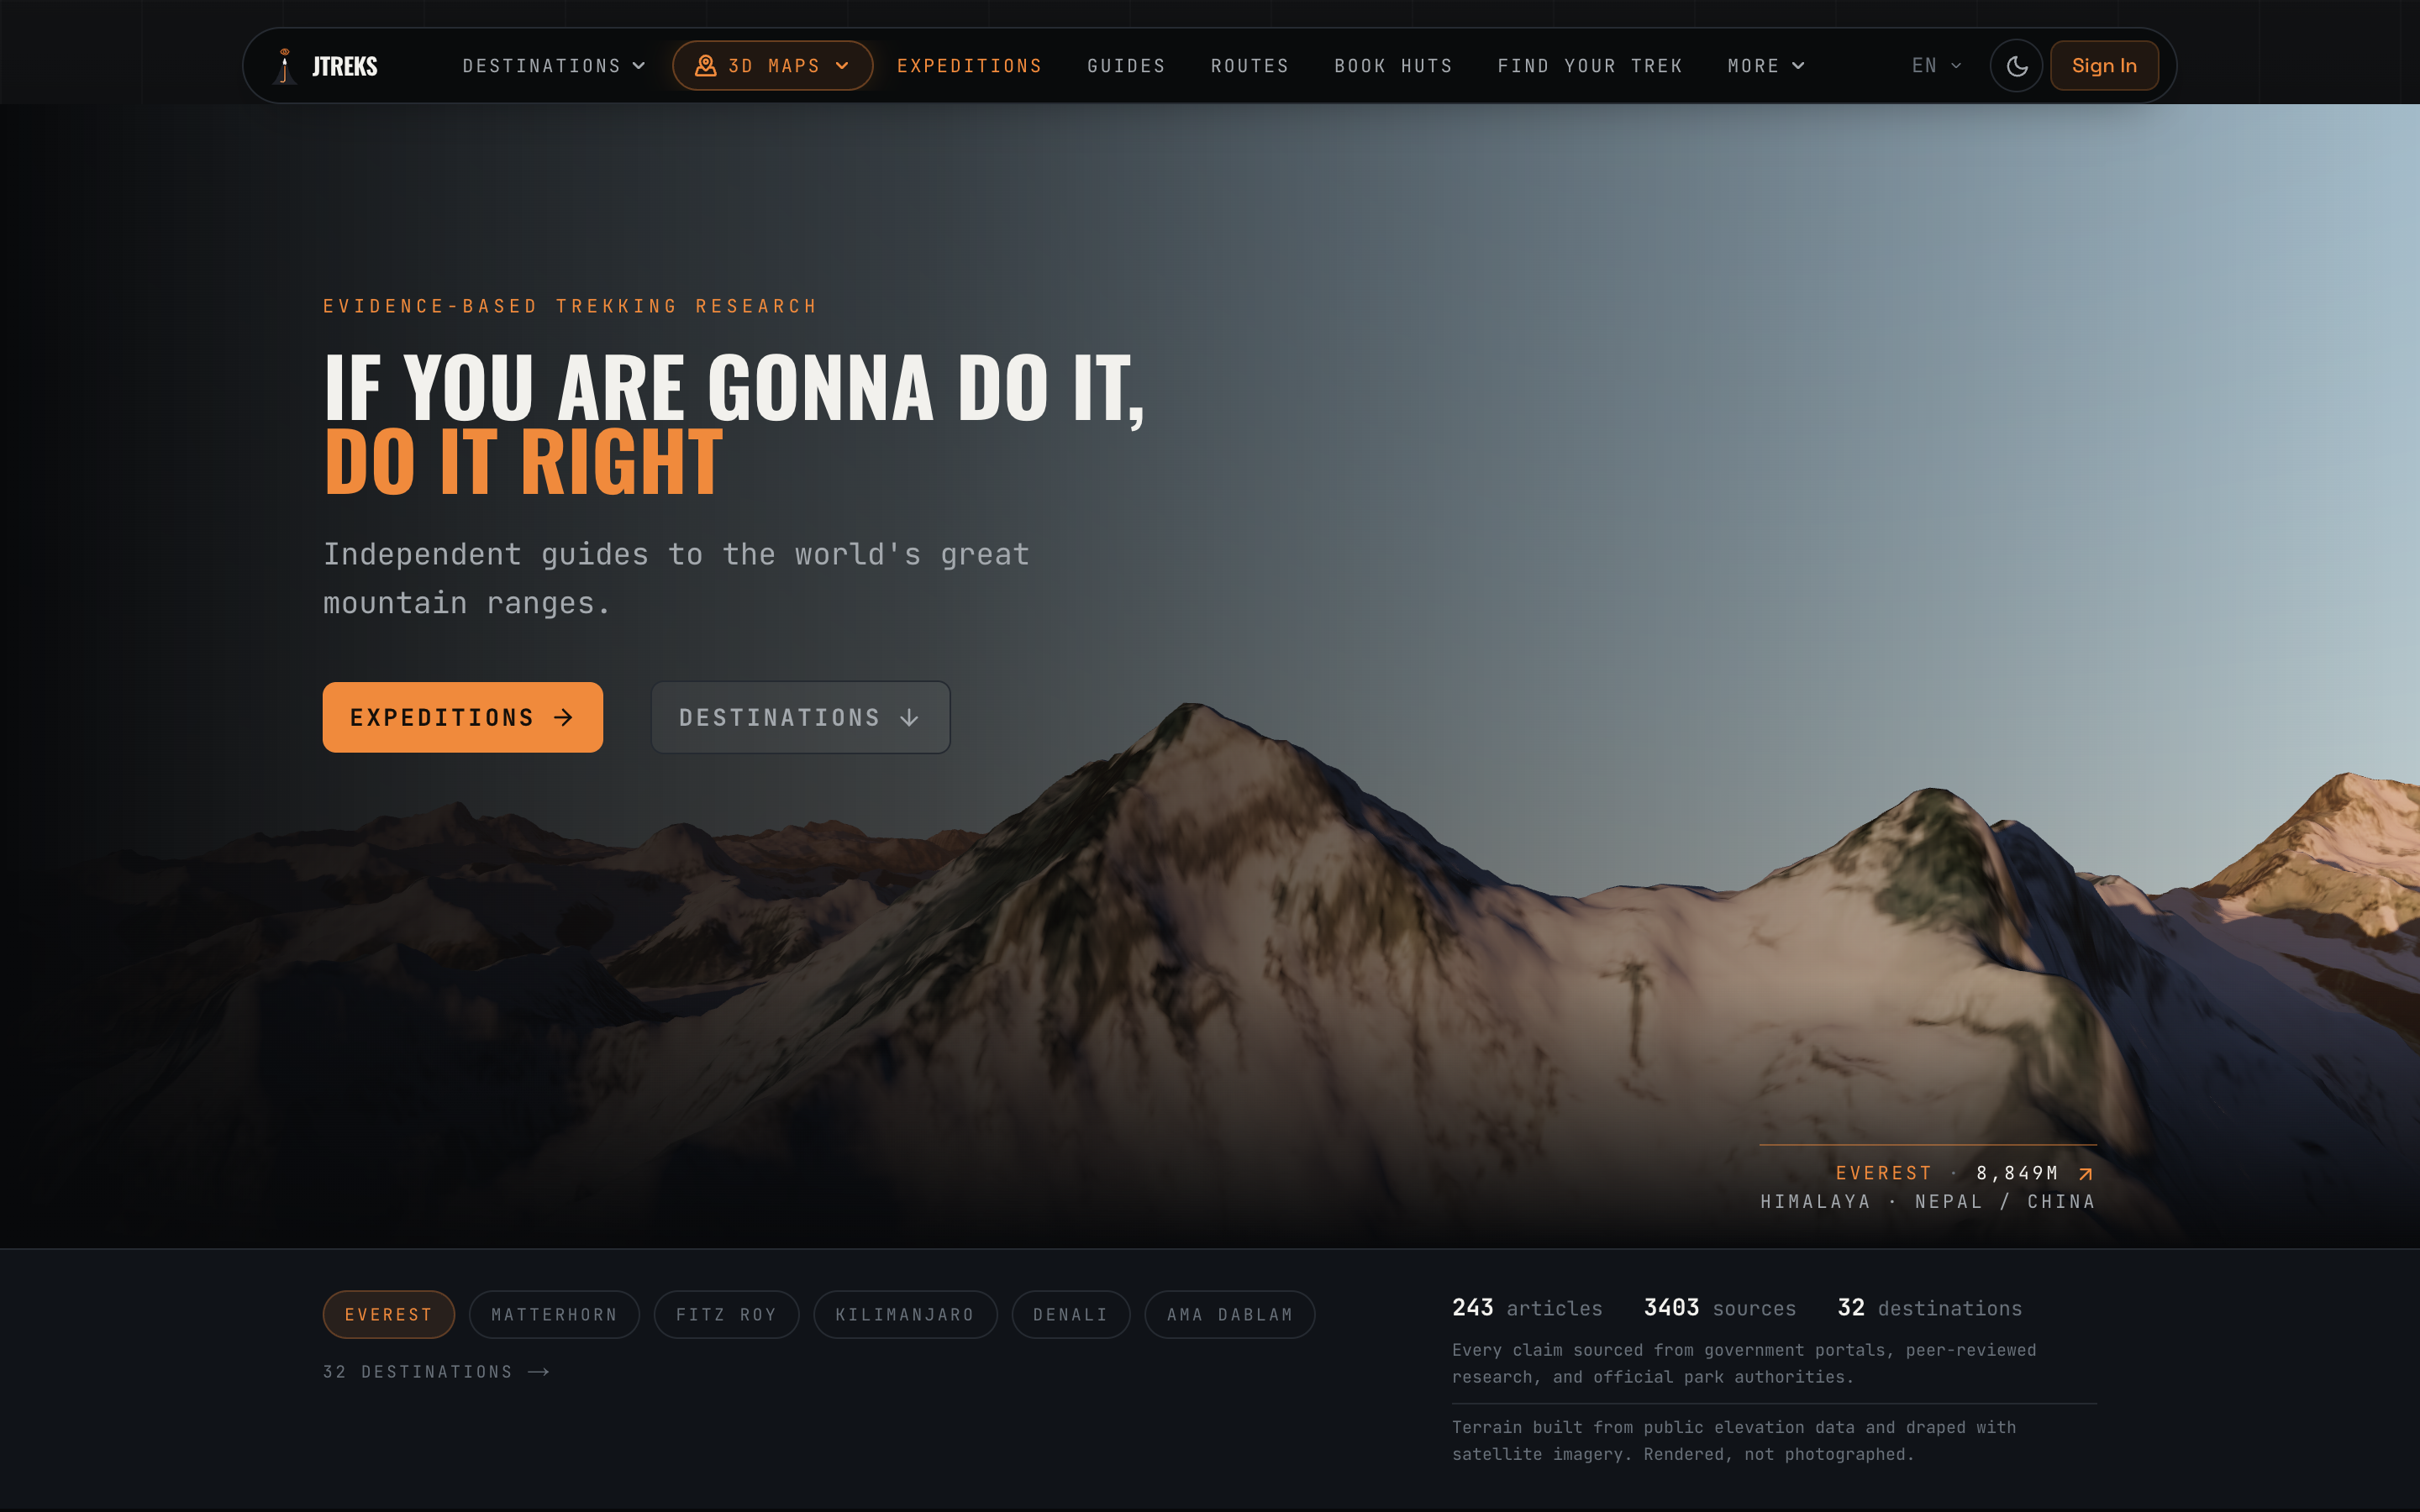 JTREKS
DESTINATIONS
3D MAPS
EXPEDITIONS
GUIDES
ROUTES
BOOK HUTS
FIND YOUR TREK
MORE
EN
Sign In
EVIDENCE-BASED TREKKING RESEARCH
IF YOU ARE GONNA DO IT,
DO IT RIGHT
Independent guides to the world's great
mountain ranges.
EXPEDITIONS →
DESTINATIONS ↓
EVEREST · 8,849M ↗
HIMALAYA · NEPAL / CHINA
EVEREST
MATTERHORN
FITZ ROY
KILIMANJARO
DENALI
AMA DABLAM
32 DESTINATIONS →
243 articles 3403 sources 32 destinations
Every claim sourced from government portals, peer-reviewed
research, and official park authorities.
Terrain built from public elevation data and draped with
satellite imagery. Rendered, not photographed.